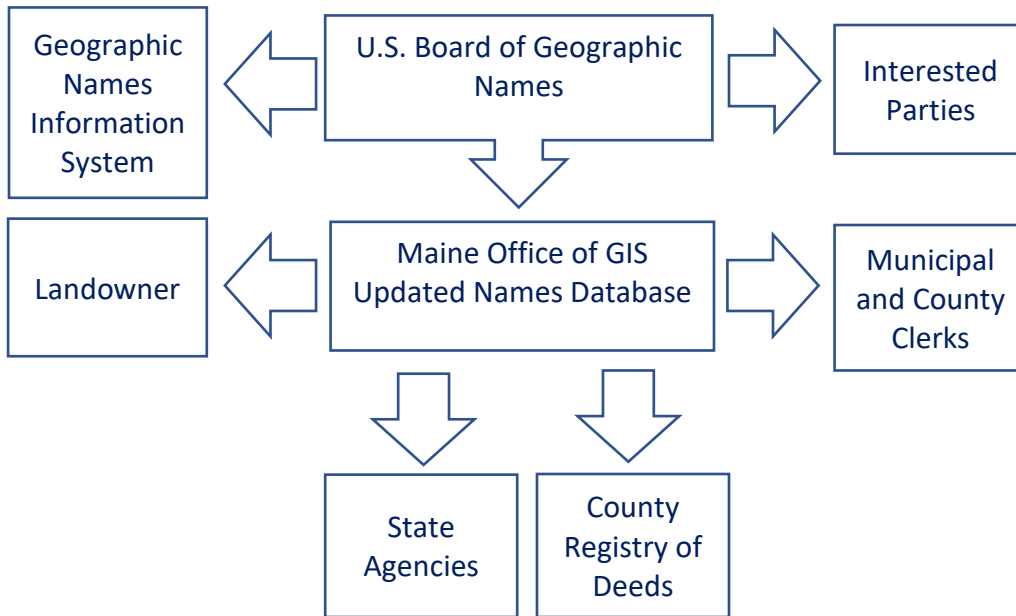 Geographic
Names
Information
System
U.S. Board of Geographic
Names
Interested
Parties
Landowner
Maine Office of GIS
Updated Names Database
Municipal
and County
Clerks
State
Agencies
County
Registry of
Deeds